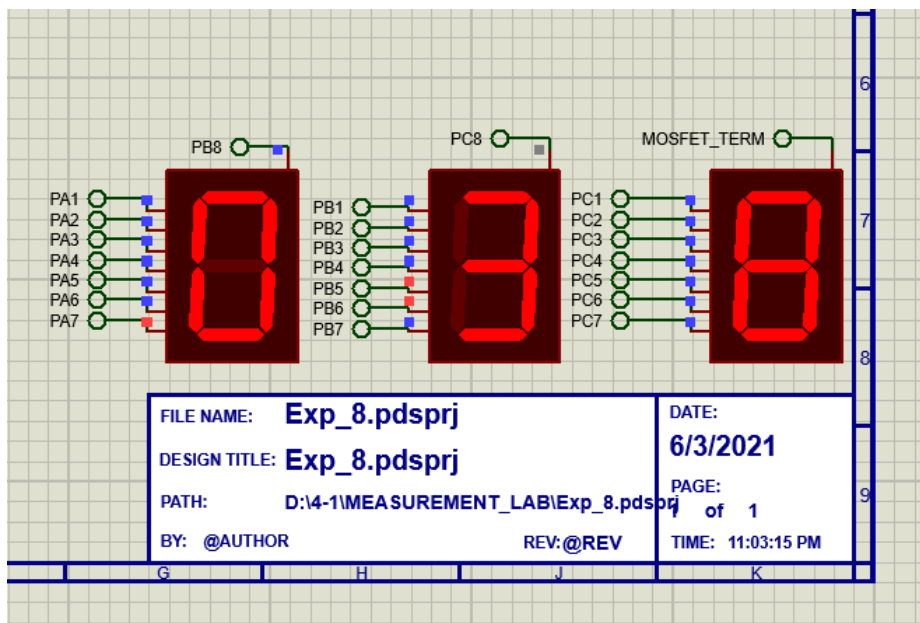 6
PB8
PC8
MOSFET_TERM
PA1
PA2
PA3
PA4
PA5
PA6
PA7
0
PB1
PB2
PB3
PB4
PB5
PB6
PB7
3
PC1
PC2
PC3
PC4
PC5
PC6
PC7
8
7
8
FILE NAME: Exp_8.pdsprj
DESIGN TITLE: Exp_8.pdsprj
PATH: D:\4-1\MEASUREMENT_LAB\Exp_8.pdsprj
BY: @AUTHOR REV:@REV
DATE:
6/3/2021
PAGE:
1 of 1
TIME: 11:03:15 PM
9
G H J K